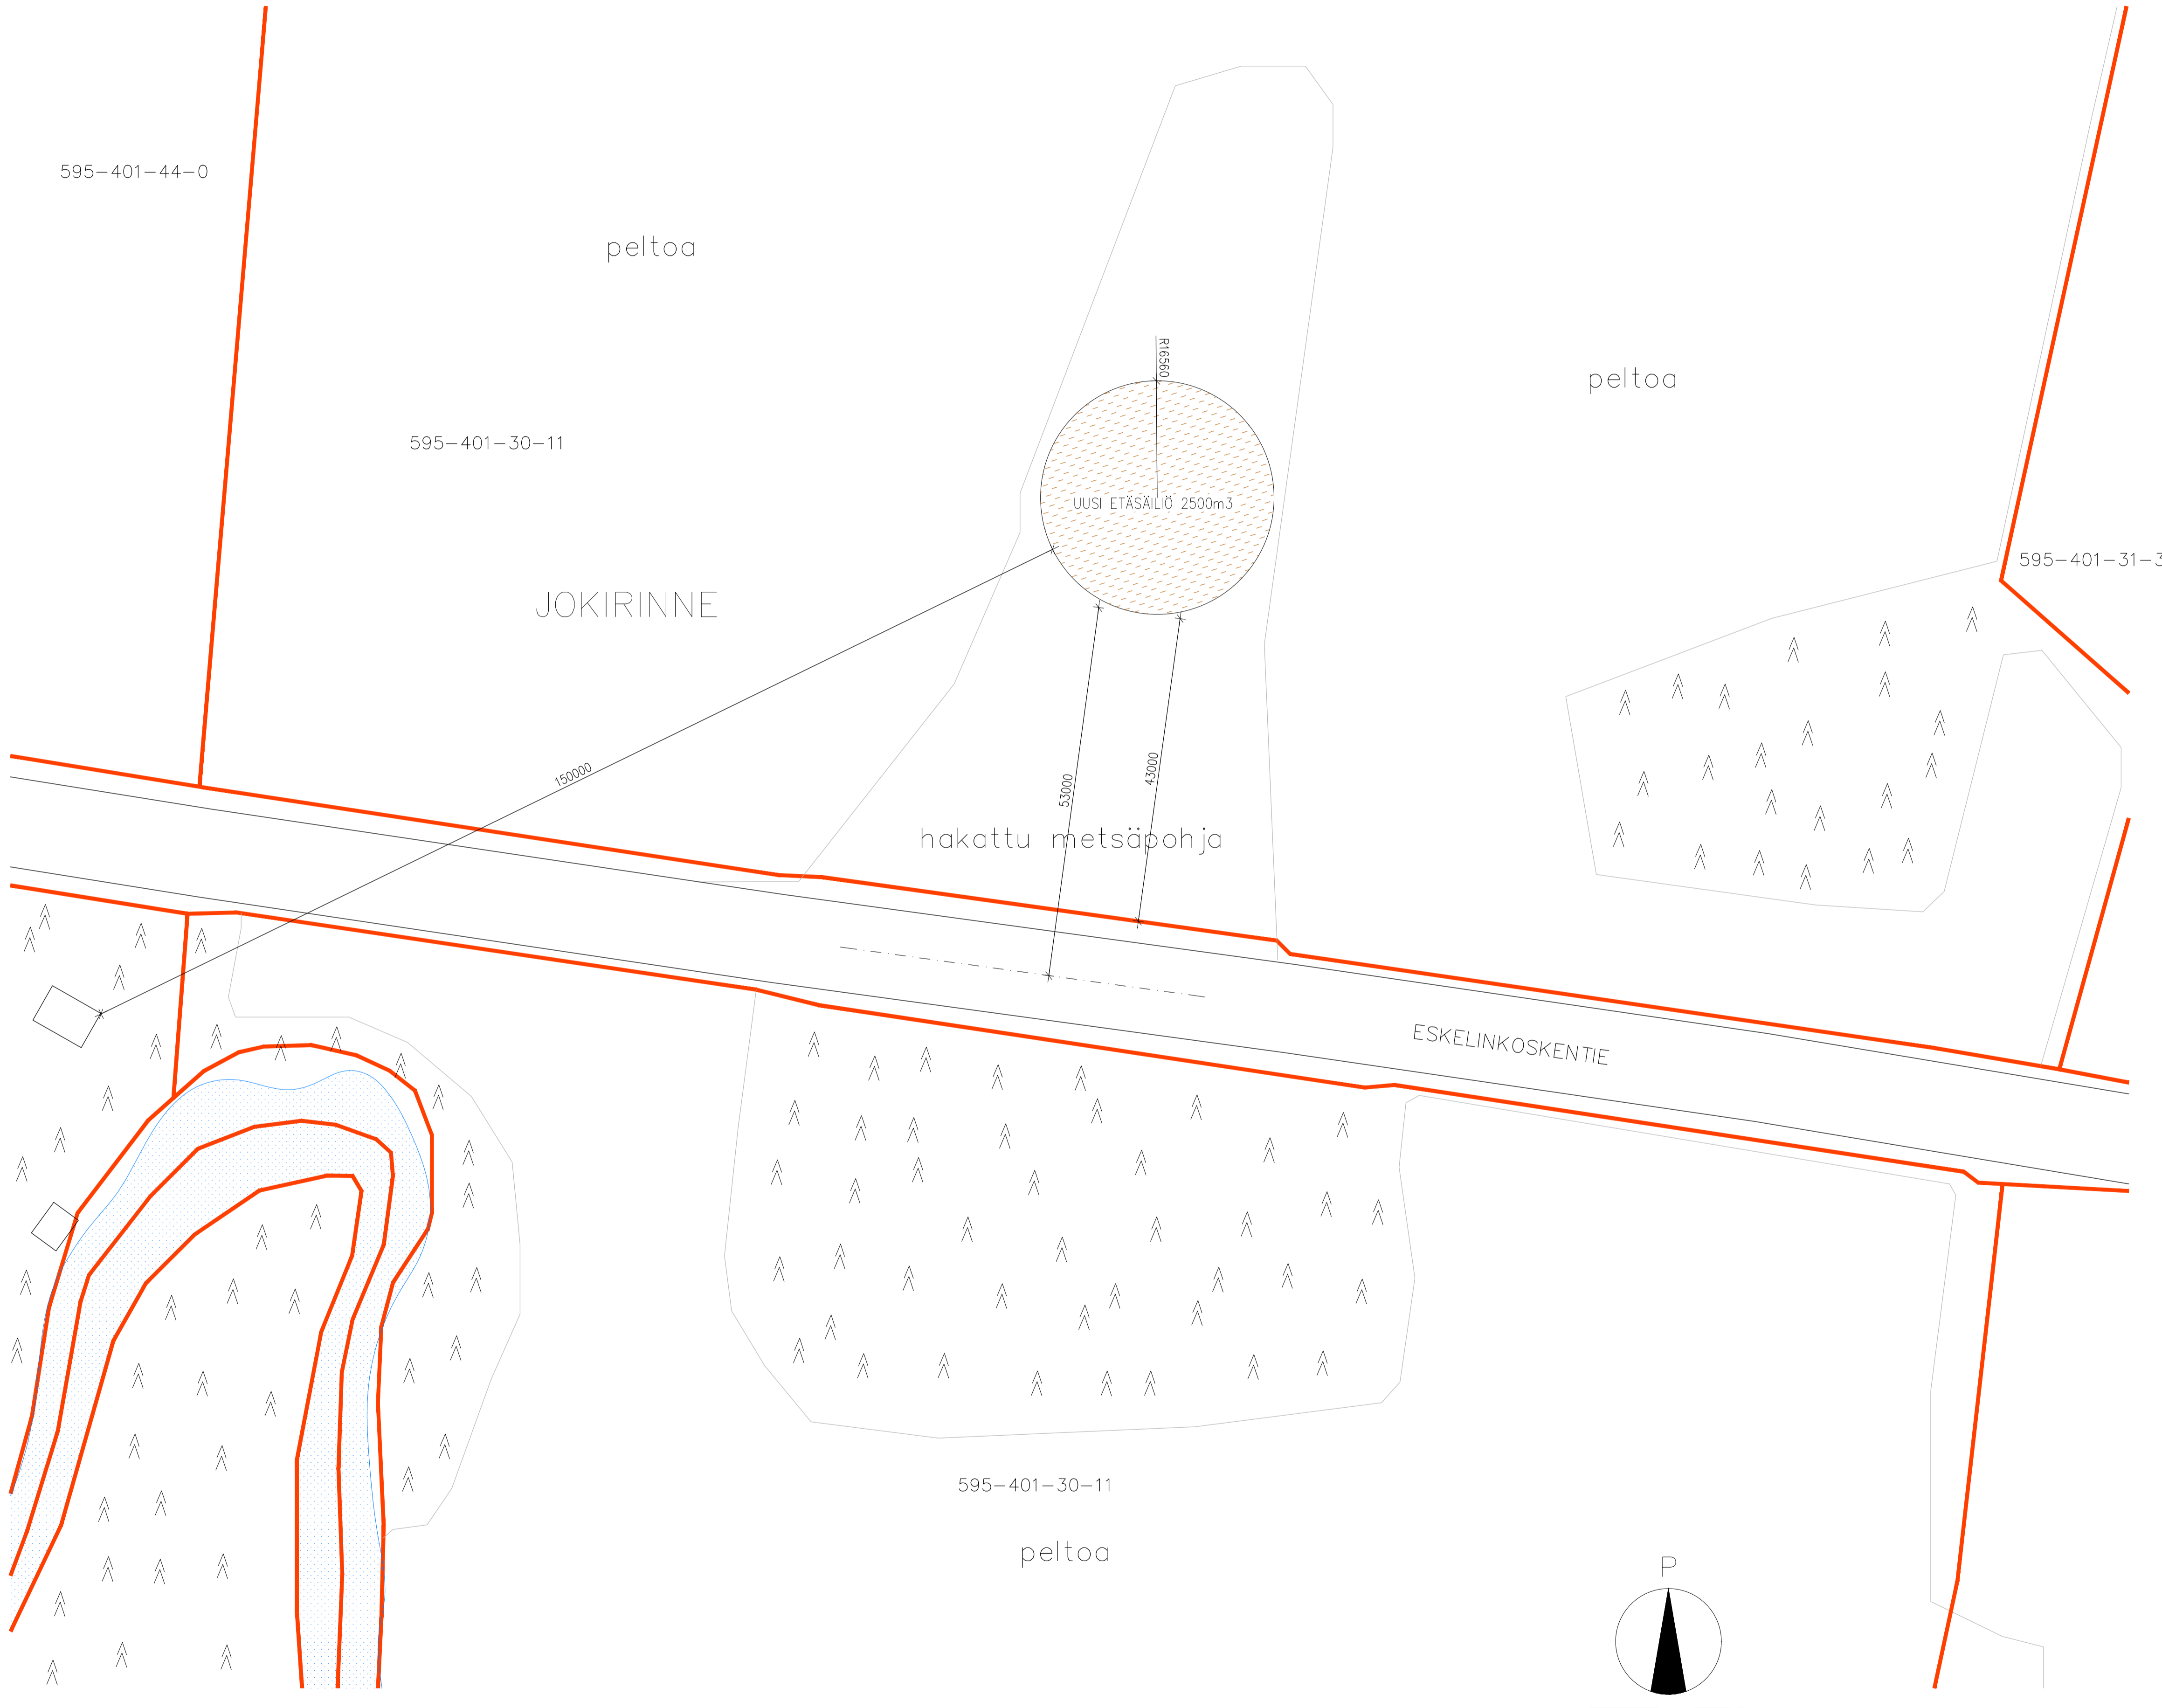 595-401-44-0
peltoa
R16560
peltoa
595-401-30-11
UUSI ETÄSÄILIÖ 2500m3
595-401-31-3
JOKIRINNE
150000
53000
43000
hakattu metsäpohja
ESKELINKOSKENTIE
595-401-30-11
peltoa
P